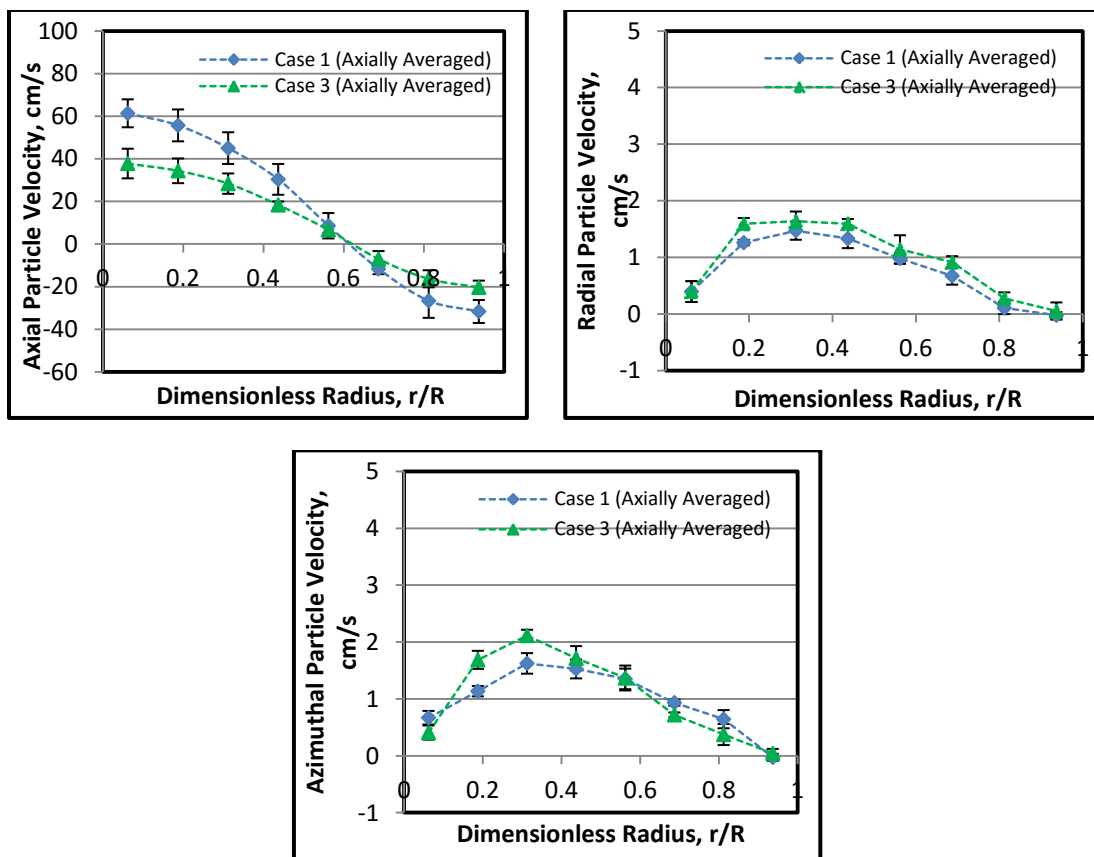 Axial Particle Velocity, cm/s
100
80
60
40
20
0
-20
-40
-60
Case 1 (Axially Averaged)
Case 3 (Axially Averaged)
0 0.2 0.4 0.6 0.8 1
Dimensionless Radius, r/R
Radial Particle Velocity,
cm/s
5
4
3
2
1
0
-1
Case 1 (Axially Averaged)
Case 3 (Axially Averaged)
0 0.2 0.4 0.6 0.8 1
Dimensionless Radius, r/R
Azimuthal Particle Velocity,
cm/s
5
4
3
2
1
0
-1
Case 1 (Axially Averaged)
Case 3 (Axially Averaged)
0 0.2 0.4 0.6 0.8 1
Dimensionless Radius, r/R